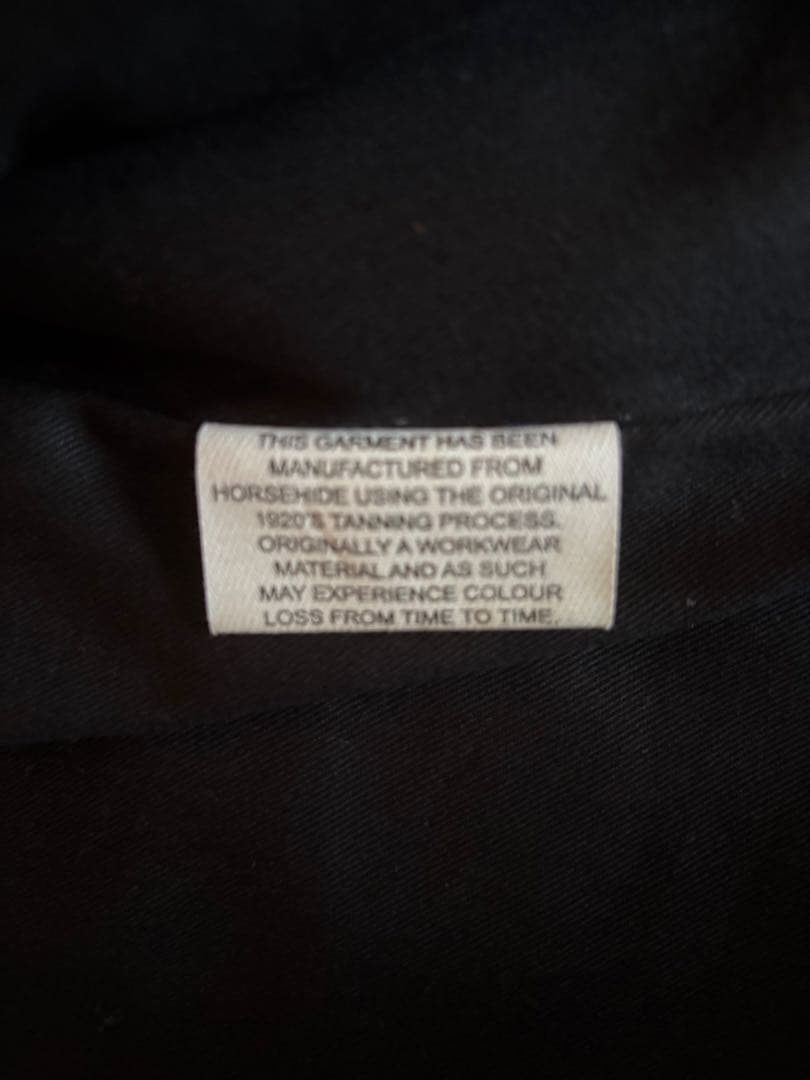 THIS GARMENT HAS BEEN
MANUFACTURED FROM
HORSEHIDE USING THE ORIGINAL
1920'S TANNING PROCESS.
ORIGINALLY A WORKWEAR
MATERIAL AND AS SUCH
MAY EXPERIENCE COLOUR
LOSS FROM TIME TO TIME.